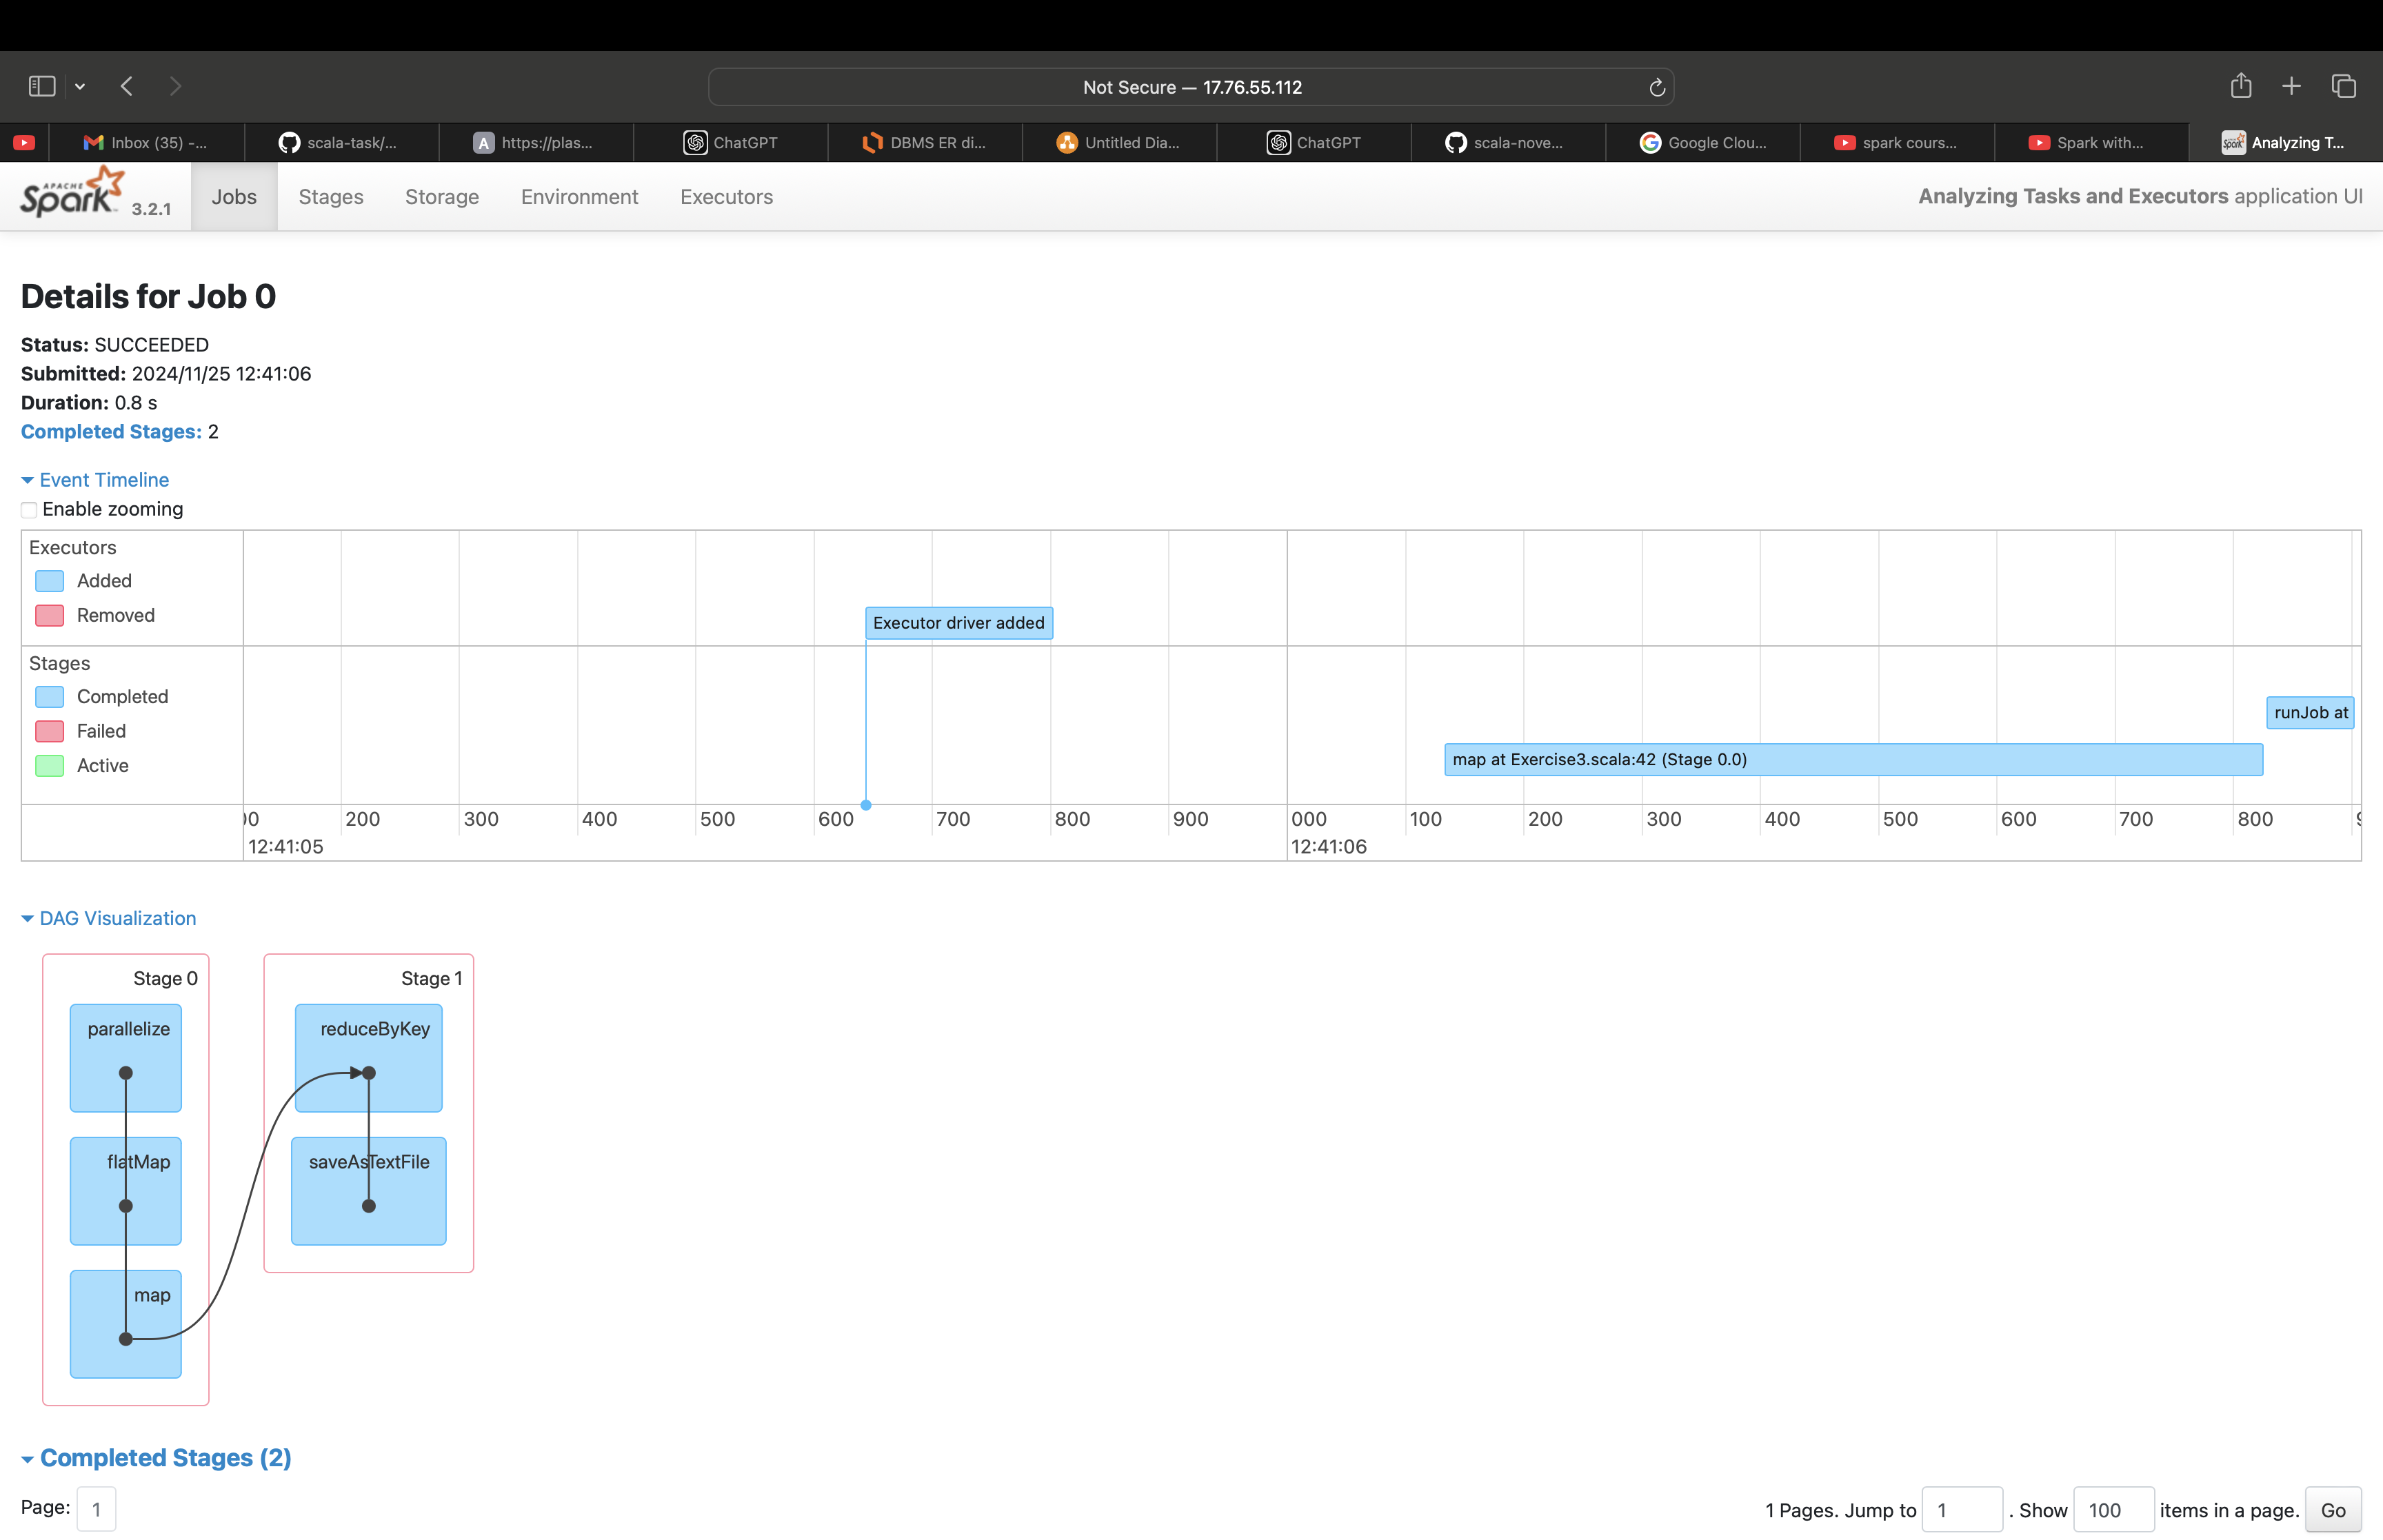 Not Secure — 17.76.55.112
Inbox (35) -...
scala-task/...
A https://plas...
ChatGPT
DBMS ER di...
Untitled Dia...
ChatGPT
scala-nove...
Google Clou...
spark cours...
Spark with...
Spark Analyzing T...
APACHE Spark 3.2.1
Jobs Stages Storage Environment Executors
Analyzing Tasks and Executors application UI
Details for Job 0
Status: SUCCEEDED
Submitted: 2024/11/25 12:41:06
Duration: 0.8 s
Completed Stages: 2
Event Timeline
Enable zooming
Executors
Added
Removed
Executor driver added
Stages
Completed
Failed
Active
runJob at
map at Exercise3.scala:42 (Stage 0.0)
200 300 400 500 600 700 800 900 000 100 200 300 400 500 600 700 800
12:41:05 12:41:06
DAG Visualization
Stage 0
parallelize
flatMap
map
Stage 1
reduceByKey
saveAsTextFile
Completed Stages (2)
Page: 1
1 Pages. Jump to 1 . Show 100 items in a page. Go